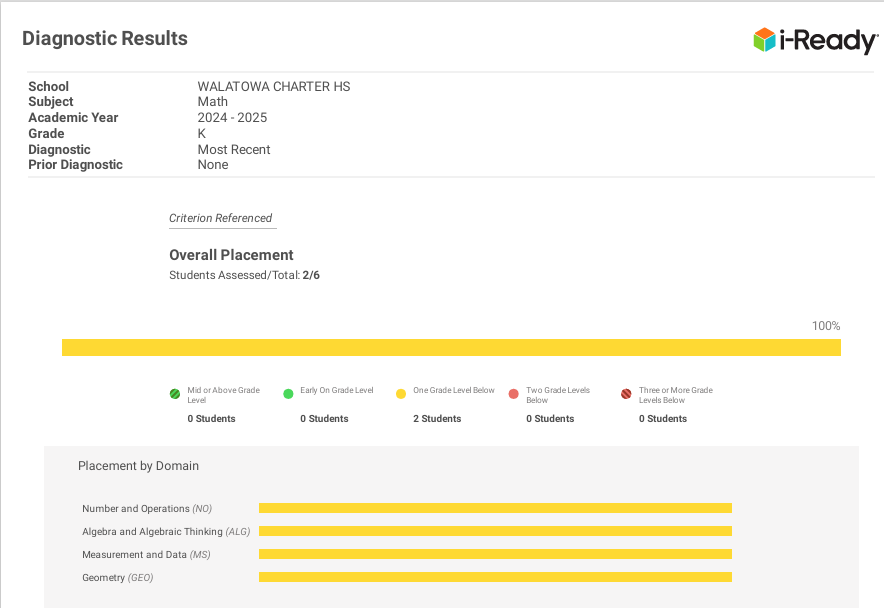 Diagnostic Results
i-Ready
School WALATOWA CHARTER HS
Subject Math
Academic Year 2024 - 2025
Grade K
Diagnostic Most Recent
Prior Diagnostic None
Criterion Referenced
Overall Placement
Students Assessed/Total: 2/6
100%
Mid or Above Grade Level
0 Students
Early On Grade Level
0 Students
One Grade Level Below
2 Students
Two Grade Levels Below
0 Students
Three or More Grade Levels Below
0 Students
Placement by Domain
Number and Operations (NO)
Algebra and Algebraic Thinking (ALG)
Measurement and Data (MS)
Geometry (GEO)